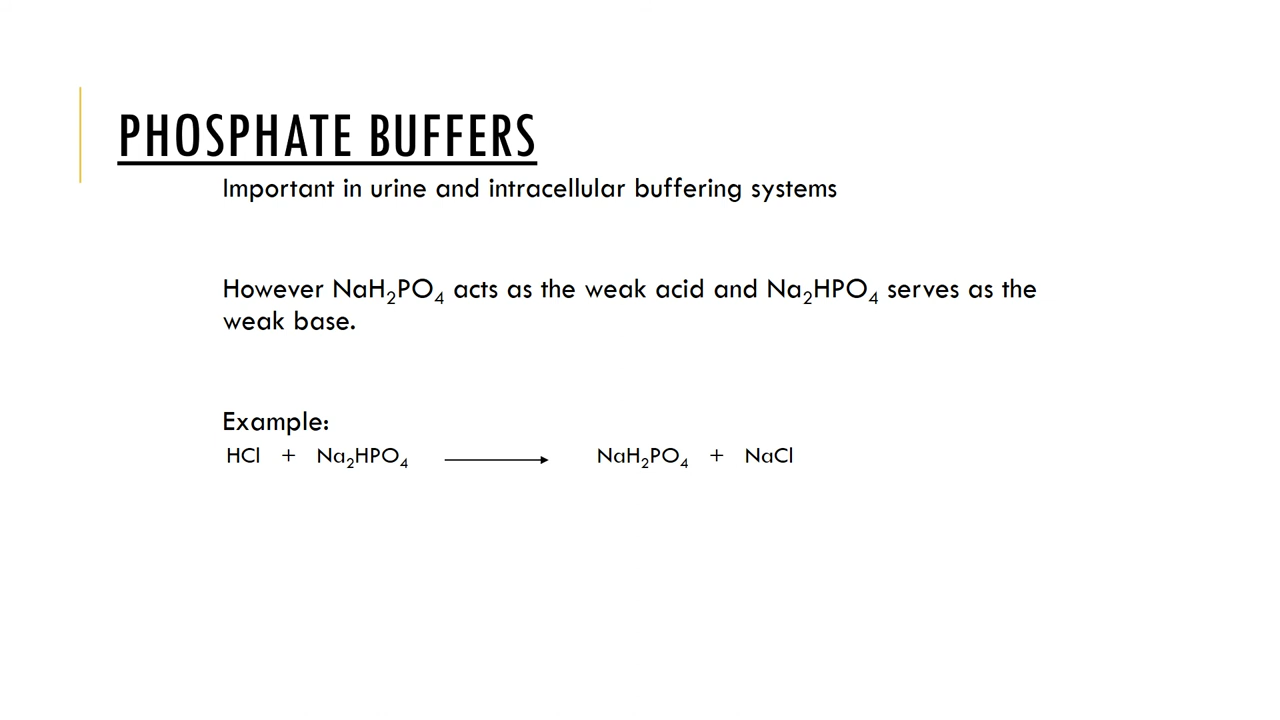 PHOSPHATE BUFFERS
Important in urine and intracellular buffering systems
However NaH₂PO₄ acts as the weak acid and Na₂HPO₄ serves as the
weak base.
Example:
HCl + Na₂HPO₄ ⟶ NaH₂PO₄ + NaCl